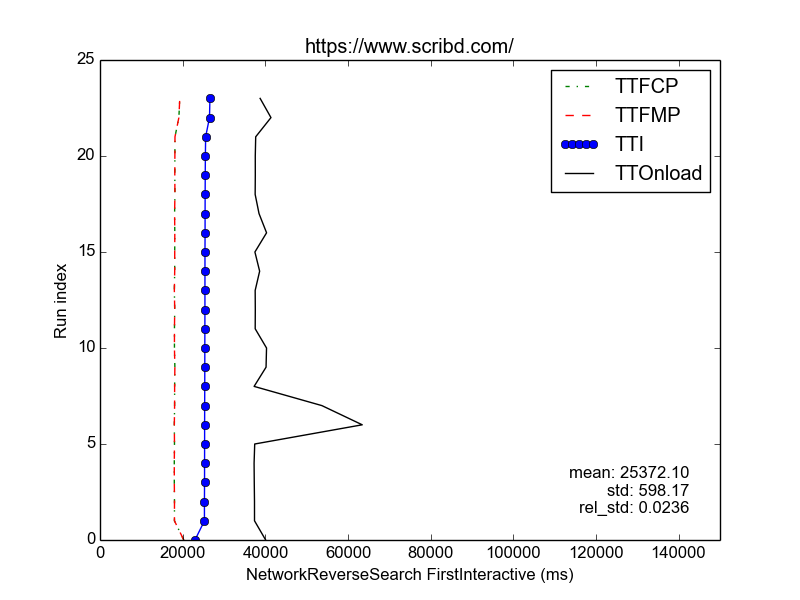 https://www.scribd.com/
TTFCP
TTFMP
TTI
TTOnload
25
20
15
10
5
0
Run index
mean: 25372.10
std: 598.17
rel_std: 0.0236
0 20000 40000 60000 80000 100000 120000 140000
NetworkReverseSearch FirstInteractive (ms)